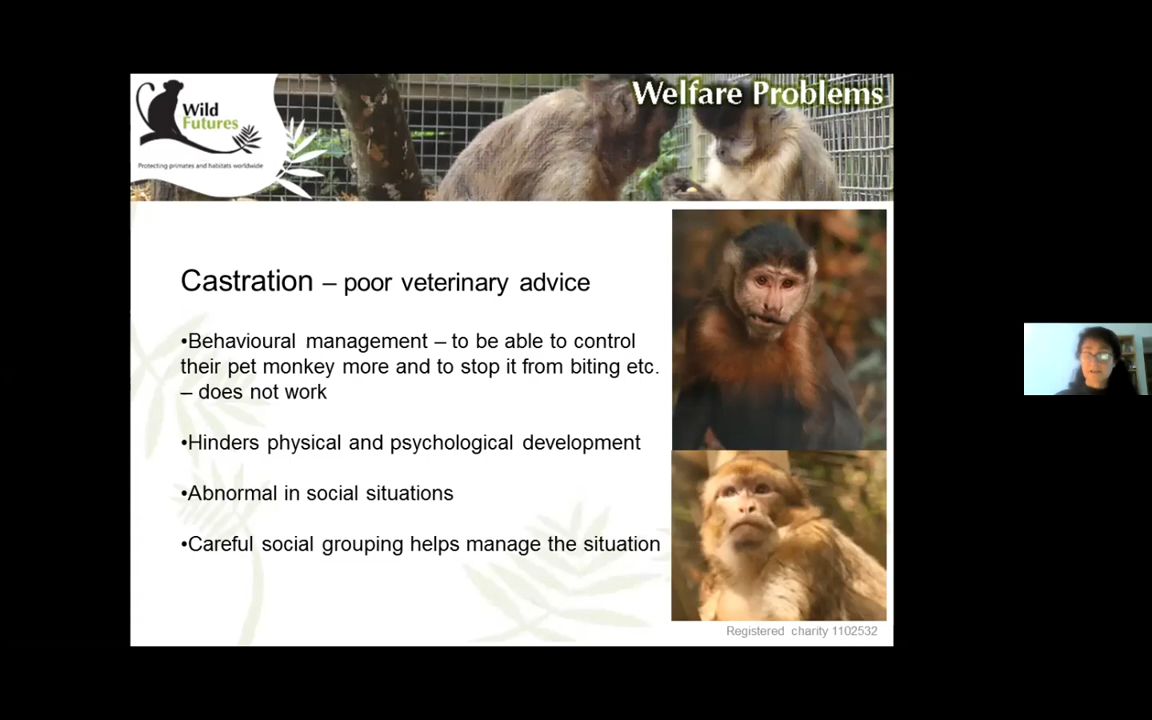 Welfare Problems
Wild
Futures
Protecting primates and habitats worldwide
Castration – poor veterinary advice
•Behavioural management – to be able to control
their pet monkey more and to stop it from biting etc.
– does not work
•Hinders physical and psychological development
•Abnormal in social situations
•Careful social grouping helps manage the situation
Registered charity 1102532